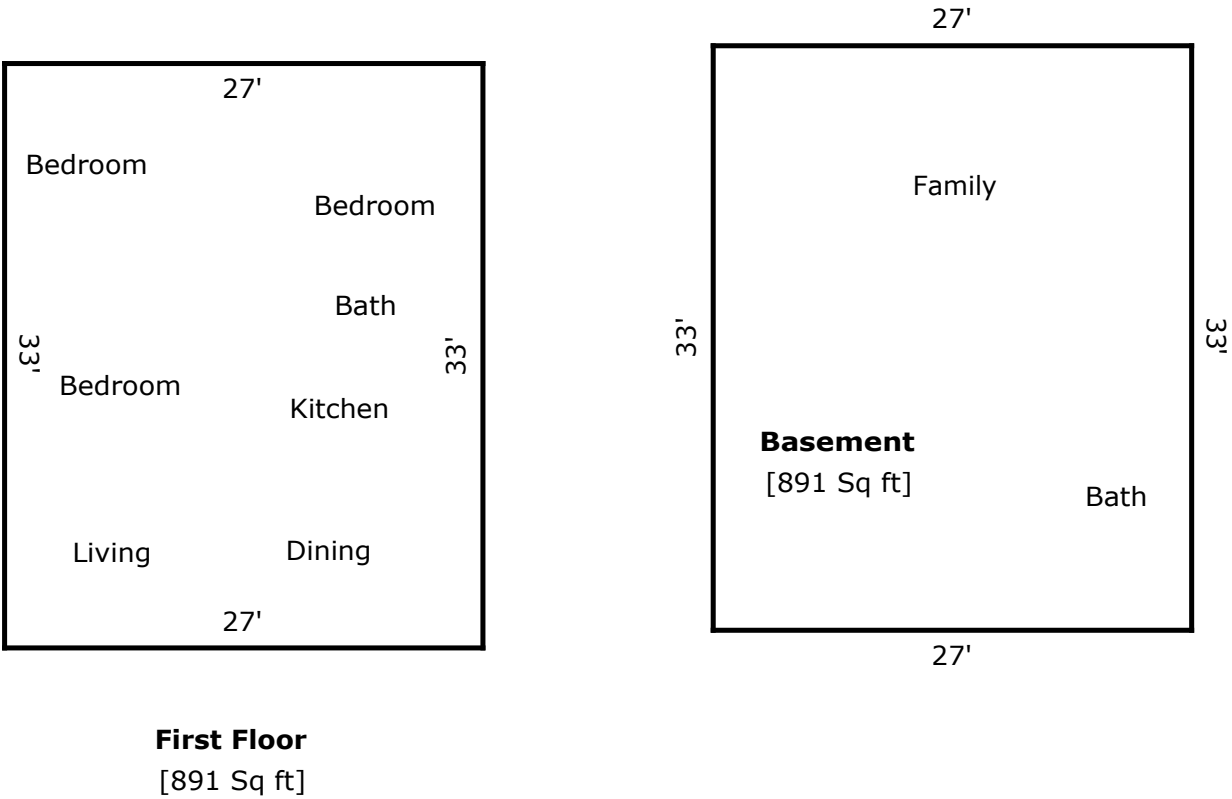 27'
Bedroom
Bedroom
Bath
33'
33'
Bedroom
Kitchen
Living
Dining
27'
First Floor
[891 Sq ft]
27'
Family
33'
33'
Basement
[891 Sq ft]
Bath
27'